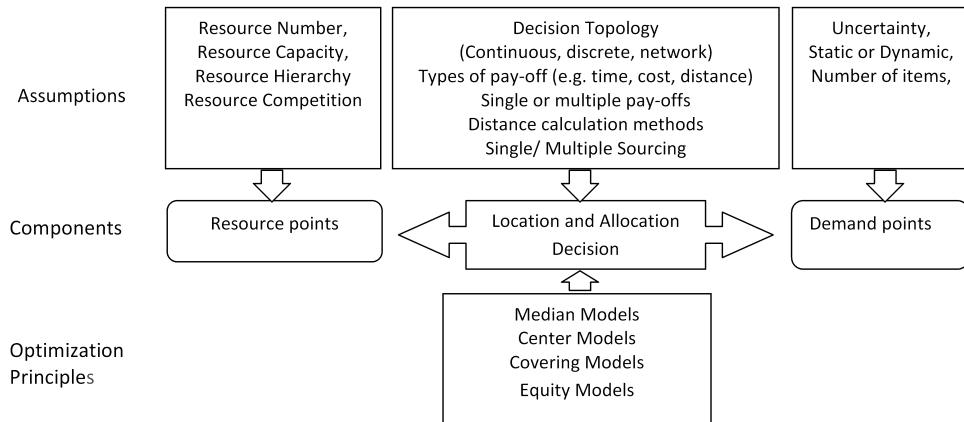 Assumptions
Resource Number,
Resource Capacity,
Resource Hierarchy
Resource Competition
Decision Topology
(Continuous, discrete, network)
Types of pay-off (e.g. time, cost, distance)
Single or multiple pay-offs
Distance calculation methods
Single/ Multiple Sourcing
Uncertainty,
Static or Dynamic,
Number of items,
Components
Resource points
Location and Allocation
Decision
Demand points
Optimization
Principles
Median Models
Center Models
Covering Models
Equity Models